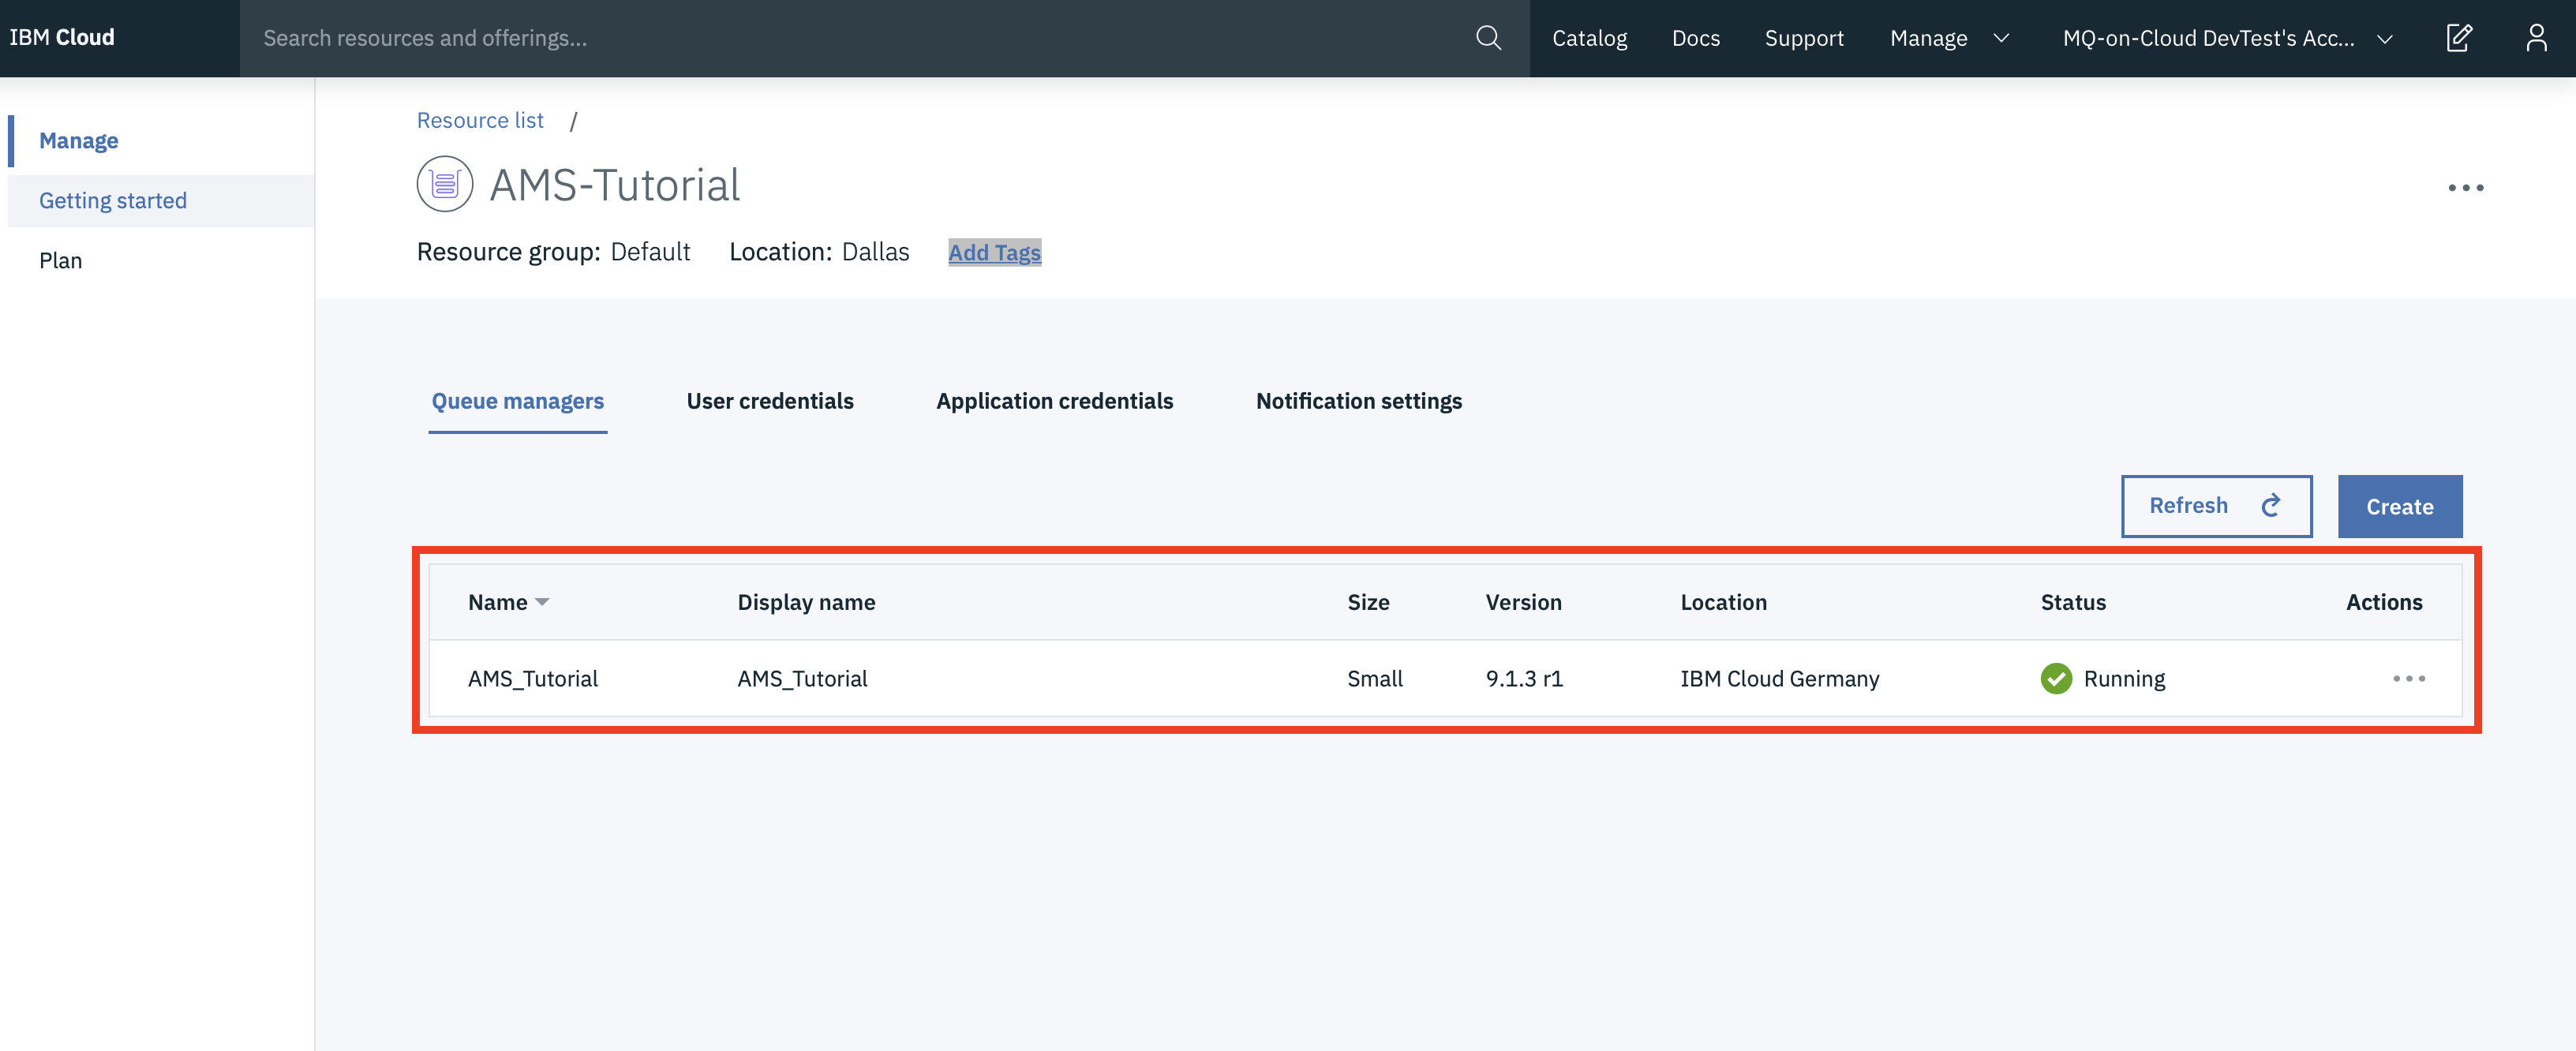 IBM Cloud
Search resources and offerings...
Catalog
Docs
Support
Manage
MQ-on-Cloud DevTest's Acc...
Manage
Getting started
Plan
Resource list /
AMS-Tutorial
Resource group: Default Location: Dallas Add Tags
Queue managers User credentials Application credentials Notification settings
Refresh Create
Name Display name Size Version Location Status Actions
AMS_Tutorial AMS_Tutorial Small 9.1.3 r1 IBM Cloud Germany Running